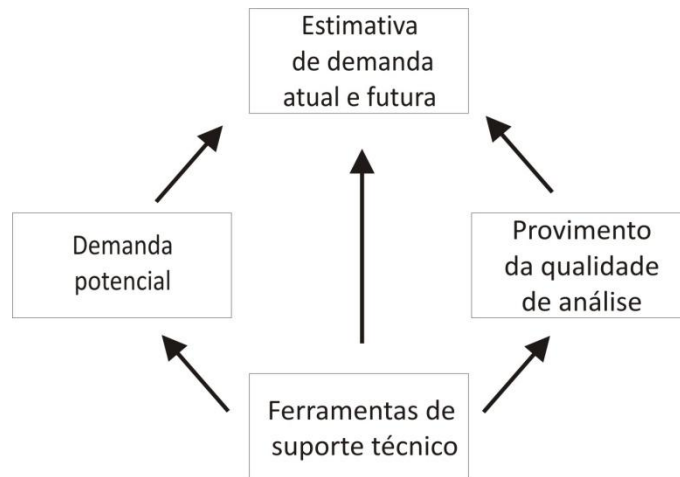 Estimativa
de demanda
atual e futura
Demanda
potencial
Provimento
da qualidade
de análise
Ferramentas de
suporte técnico